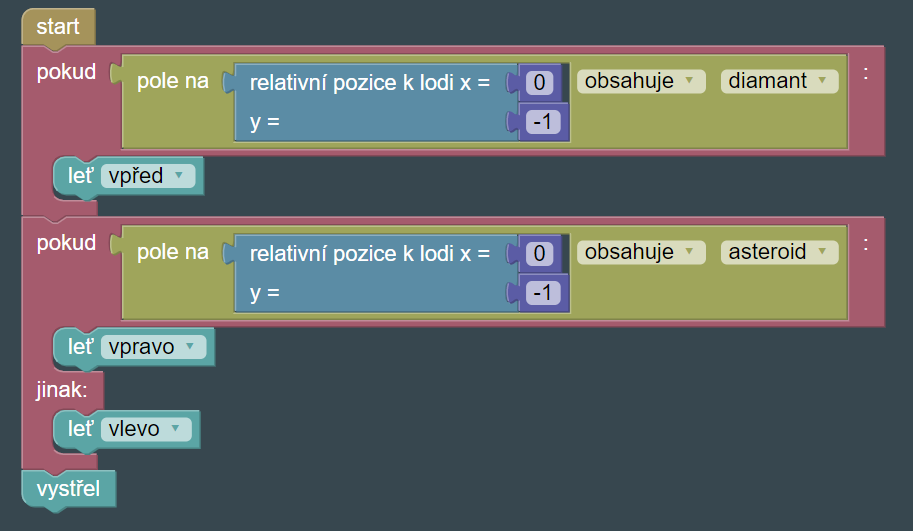 start
pokud pole na relativní pozice k lodi x = 0 obsahuje diamant :
y = -1
leť vpřed
pokud pole na relativní pozice k lodi x = 0 obsahuje asteroid :
y = -1
leť vpravo
jinak:
leť vlevo
vystřel